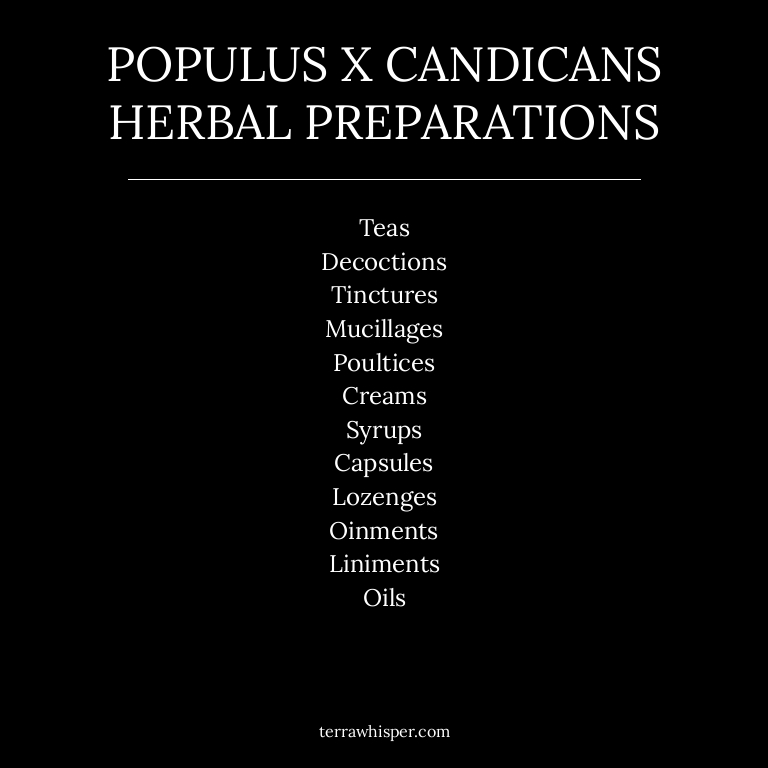 POPULUS X CANDICANS
HERBAL PREPARATIONS
Teas
Decoctions
Tinctures
Mucillages
Poultices
Creams
Syrups
Capsules
Lozenges
Oinments
Liniments
Oils
terrawhisper.com